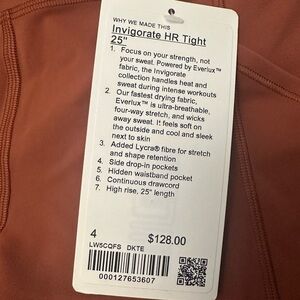 WHY WE MADE THIS
Invigorate HR Tight
25"
1. Focus on your strength, not
your sweat. Powered by Everlux™
fabric, the Invigorate
collection handles heat and
sweat during intense workouts
2. Our fastest drying fabric,
Everlux™ is ultra-breathable,
four-way stretch, and wicks
away sweat. It feels soft on
the outside and cool and sleek
next to skin
3. Added Lycra® fibre for stretch
and shape retention
4. Side drop-in pockets
5. Hidden waistband pocket
6. Continuous drawcord
7. High rise, 25" length
4 $128.00
LW5CQFS DKTE
000127653607